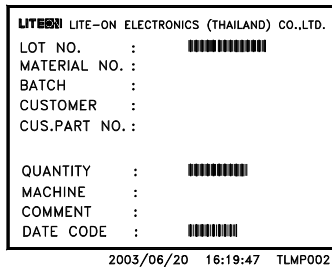 LITEON LITE-ON ELECTRONICS (THAILAND) CO.,LTD.
LOT NO. :
MATERIAL NO. :
BATCH :
CUSTOMER :
CUS.PART NO. :
QUANTITY :
MACHINE :
COMMENT :
DATE CODE :
2003/06/20 16:19:47 TLMP002